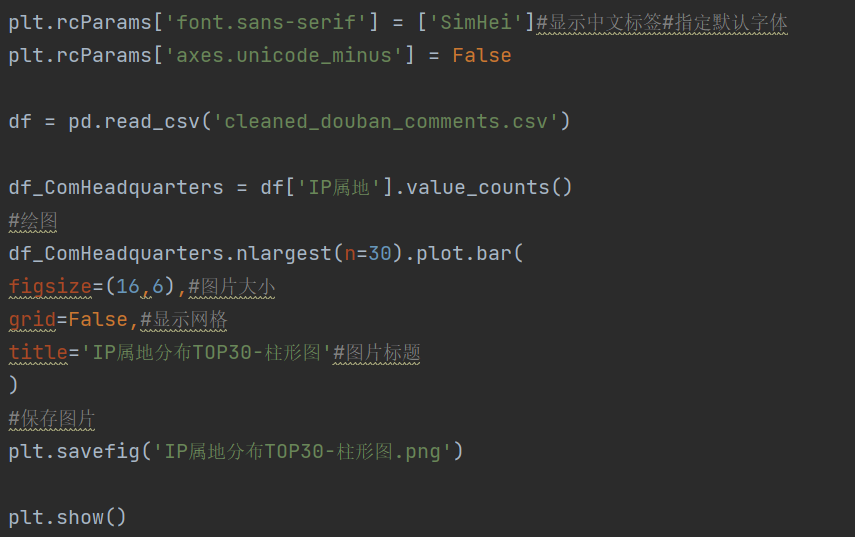 plt.rcParams['font.sans-serif'] = ['SimHei']#显示中文标签#指定默认字体
plt.rcParams['axes.unicode_minus'] = False
df = pd.read_csv('cleaned_douban_comments.csv')
df_ComHeadquarters = df['IP属地'].value_counts()
#绘图
df_ComHeadquarters.nlargest(n=30).plot.bar(
figsize=(16,6),#图片大小
grid=False,#显示网格
title='IP属地分布TOP30-柱形图'#图片标题
)
#保存图片
plt.savefig('IP属地分布TOP30-柱形图.png')
plt.show()